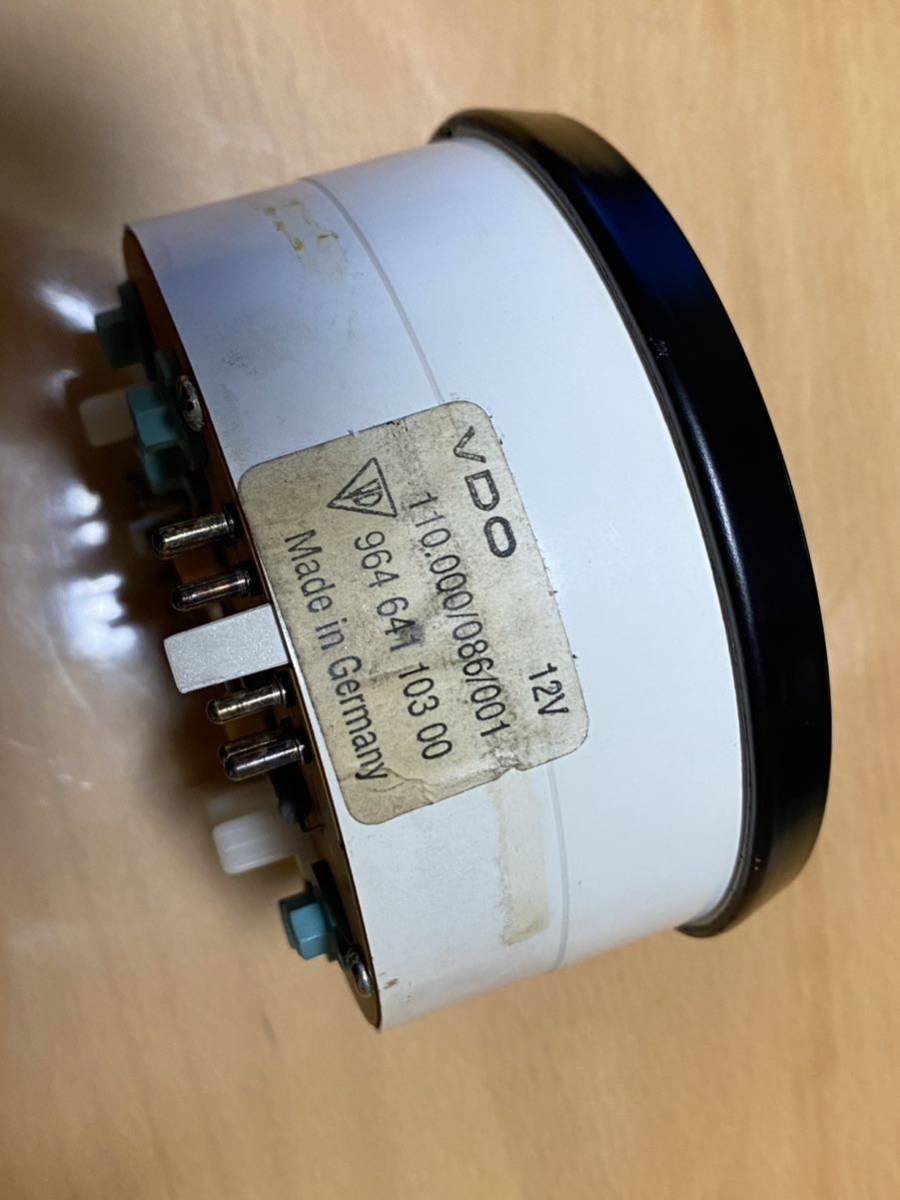 VDO
12V
110.000/086/001
964 641 103 00
Made in Germany